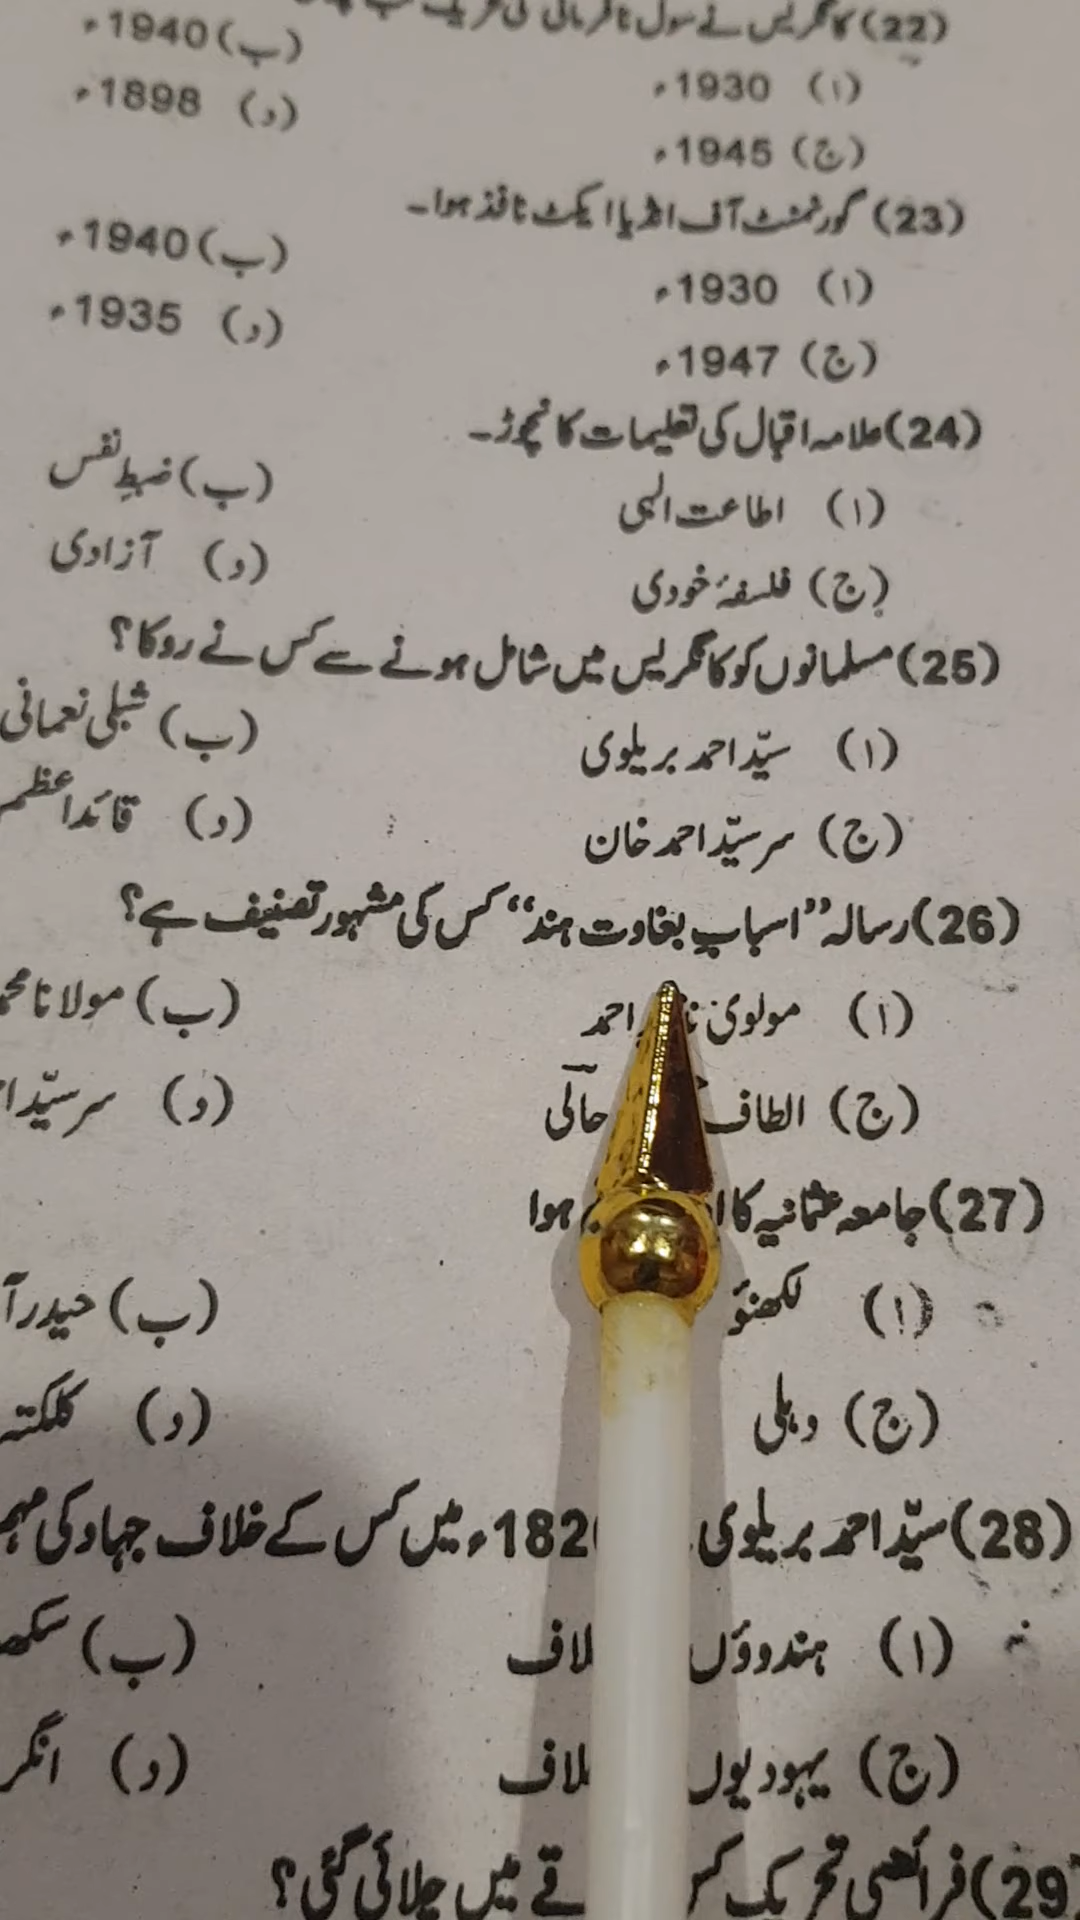 (22) کانگریس نے سول نافرمانی کی تحریک
(ا) 1930ء (ب) 1940ء
(ج) 1945ء (د) 1898ء
(23) گورنمنٹ آف انڈیا ایکٹ نافذ ہوا۔
(ا) 1930ء (ب) 1940ء
(ج) 1947ء (د) 1935ء
(24) علامہ اقبال کی تعلیمات کا نچوڑ۔
(ا) اطاعت الہی (ب) ضبطِ نفس
(ج) فلسفۂ خودی (د) آزادی
(25) مسلمانوں کو کانگریس میں شامل ہونے سے کس نے روکا؟
(ا) سیّد احمد بریلوی (ب) شبلی نعمانی
(ج) سر سیّد احمد خان (د) قائداعظم
(26) رسالہ ”اسبابِ بغاوت ہند“ کس کی مشہور تصنیف ہے؟
(ا) مولوی احمد (ب) مولانا
(ج) الطاف حالی (د) سر سیّد
(27) جامعہ عثمانیہ کا ہوا
(ا) لکھنؤ (ب)
(ج) دہلی (د) کلکتہ
(28) سیّد احمد بریلوی میں کس کے خلاف جہاد کی مہم
(ا) ہندوؤں (ب)
(ج) یہودیوں (د)
(29) فرائضی تحریک میں چلائی گئی؟